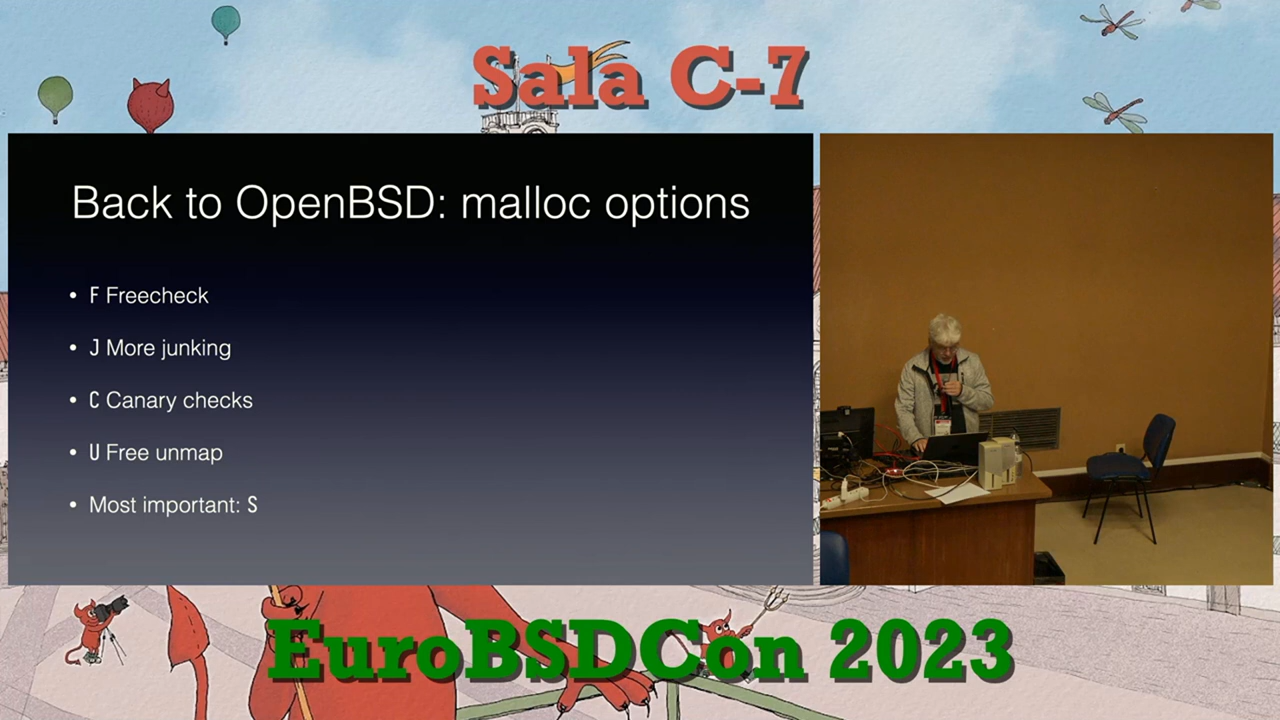 Sala C-7
Back to OpenBSD: malloc options
• F Freecheck
• J More junking
• C Canary checks
• U Free unmap
• Most important: S
EuroBSDCon 2023